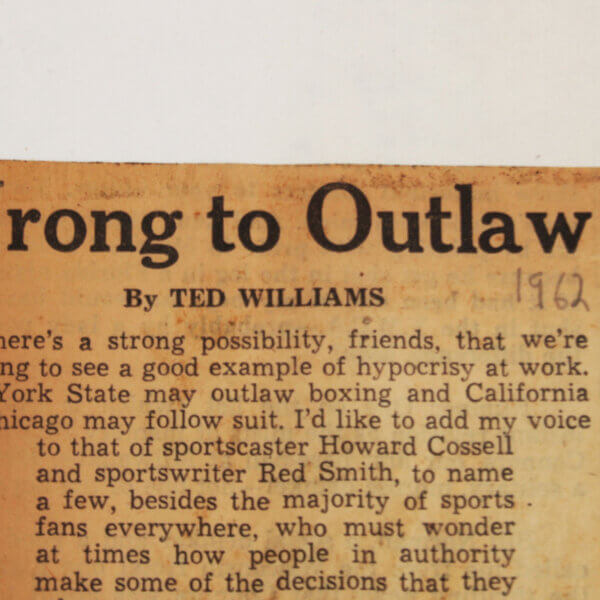 rong to Outlaw
By TED WILLIAMS
1962
here's a strong possibility, friends, that we're
ng to see a good example of hypocrisy at work.
York State may outlaw boxing and California
hicago may follow suit. I'd like to add my voice
to that of sportscaster Howard Cossell
and sportswriter Red Smith, to name
a few, besides the majority of sports
fans everywhere, who must wonder
at times how people in authority
make some of the decisions that they